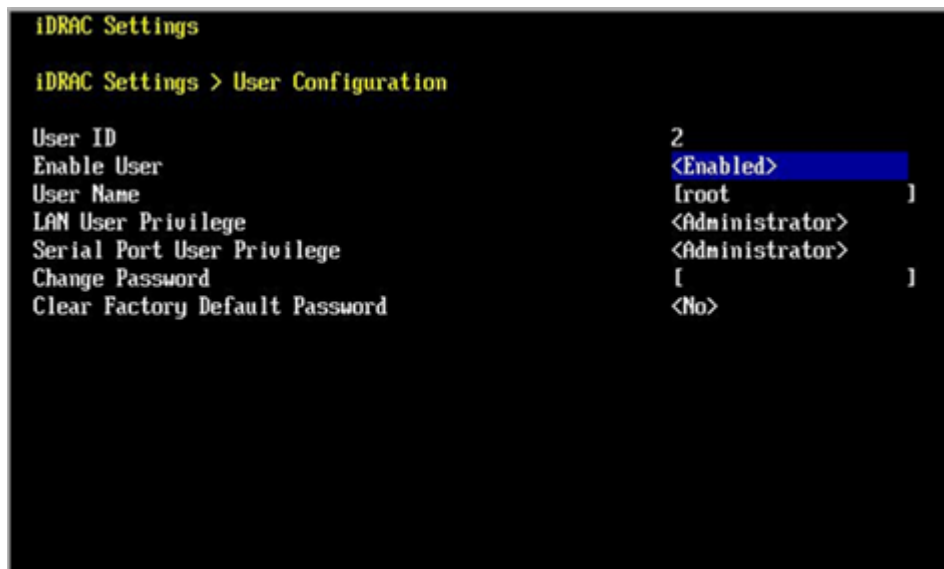 iDRAC Settings
iDRAC Settings > User Configuration
User ID 2
Enable User <Enabled>
User Name [root ]
LAN User Privilege <Administrator>
Serial Port User Privilege <Administrator>
Change Password [ ]
Clear Factory Default Password <No>